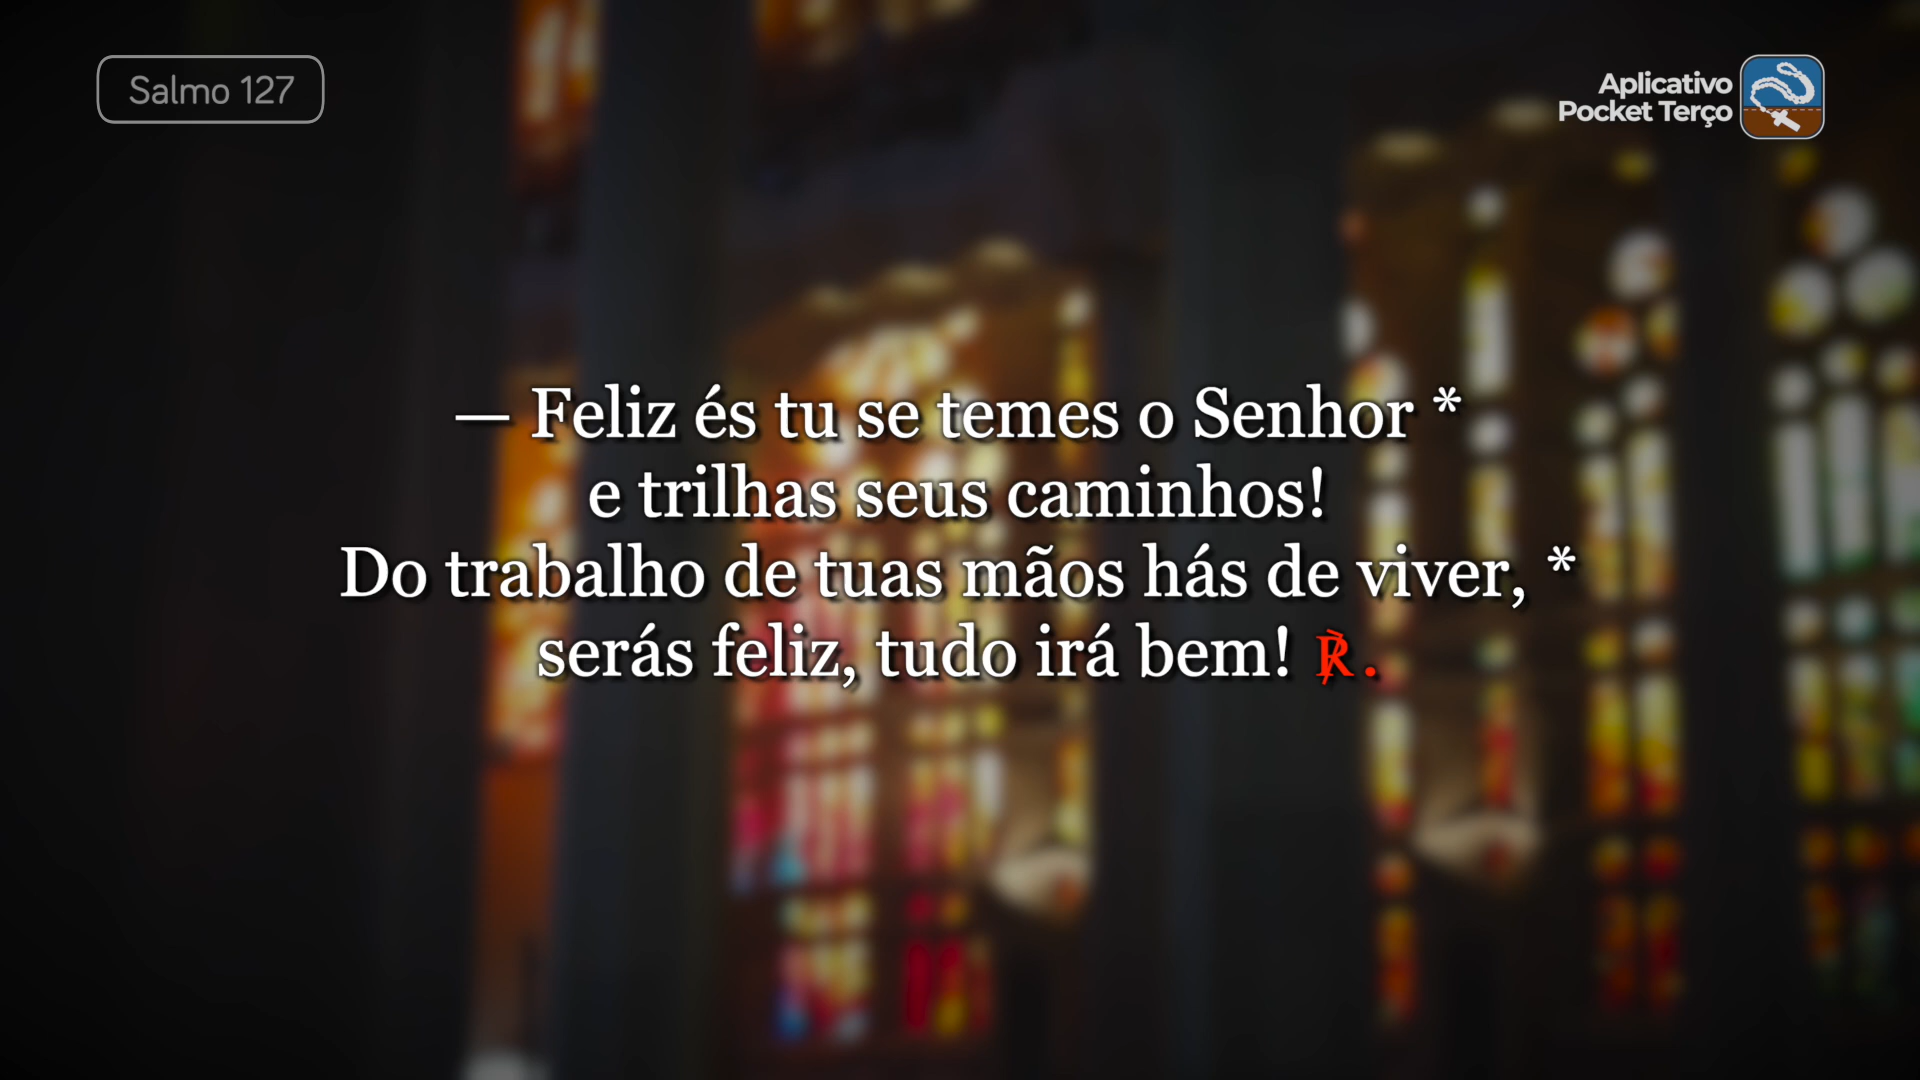 Salmo 127
Aplicativo
Pocket Terço
— Feliz és tu se temes o Senhor *
e trilhas seus caminhos!
Do trabalho de tuas mãos hás de viver, *
serás feliz, tudo irá bem! ℟.